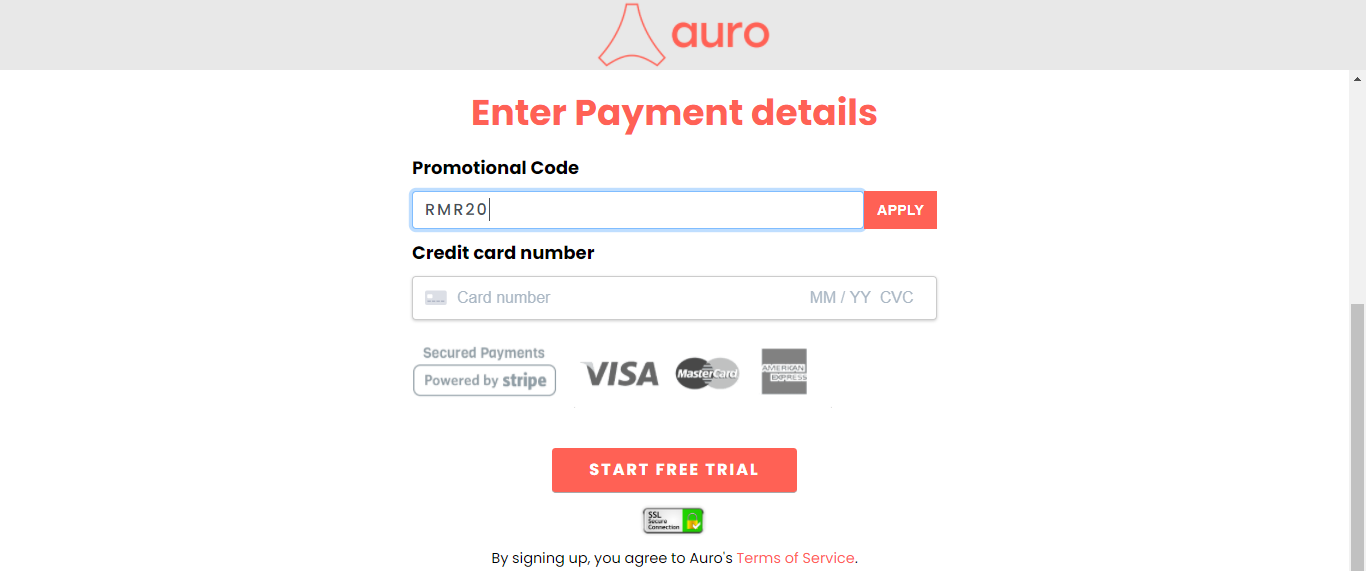 auro
Enter Payment details
Promotional Code
RMR20
APPLY
Credit card number
Card number MM / YY CVC
Secured Payments
Powered by stripe
VISA
MasterCard
AMERICAN
EXPRESS
START FREE TRIAL
SSL
Secure
Connection
By signing up, you agree to Auro's Terms of Service.